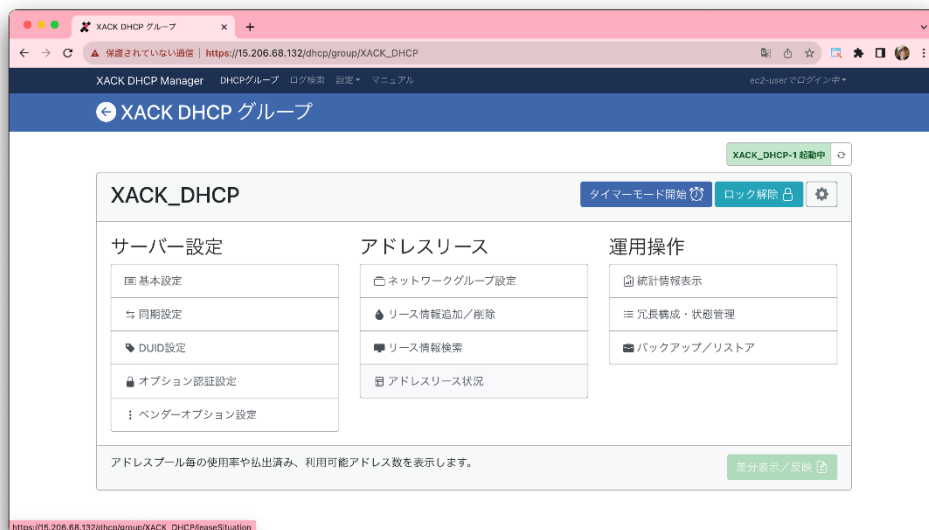 XACK DHCP グループ
保護されていない通信 | https://15.206.68.132/dhcp/group/XACK_DHCP
XACK DHCP Manager DHCPグループ ログ検索 設定 マニュアル ec2-userでログイン中
XACK DHCP グループ
XACK_DHCP-1 起動中
XACK_DHCP タイマーモード開始 ロック解除
サーバー設定 アドレスリース 運用操作
基本設定 ネットワークグループ設定 統計情報表示
同期設定 リース情報追加／削除 冗長構成・状態管理
DUID設定 リース情報検索 バックアップ／リストア
オプション認証設定 アドレスリース状況
ベンダーオプション設定
アドレスプール毎の使用率や払出済み、利用可能アドレス数を表示します。 差分表示／反映
https://15.206.68.132/dhcp/group/XACK_DHCP/leaseSituation